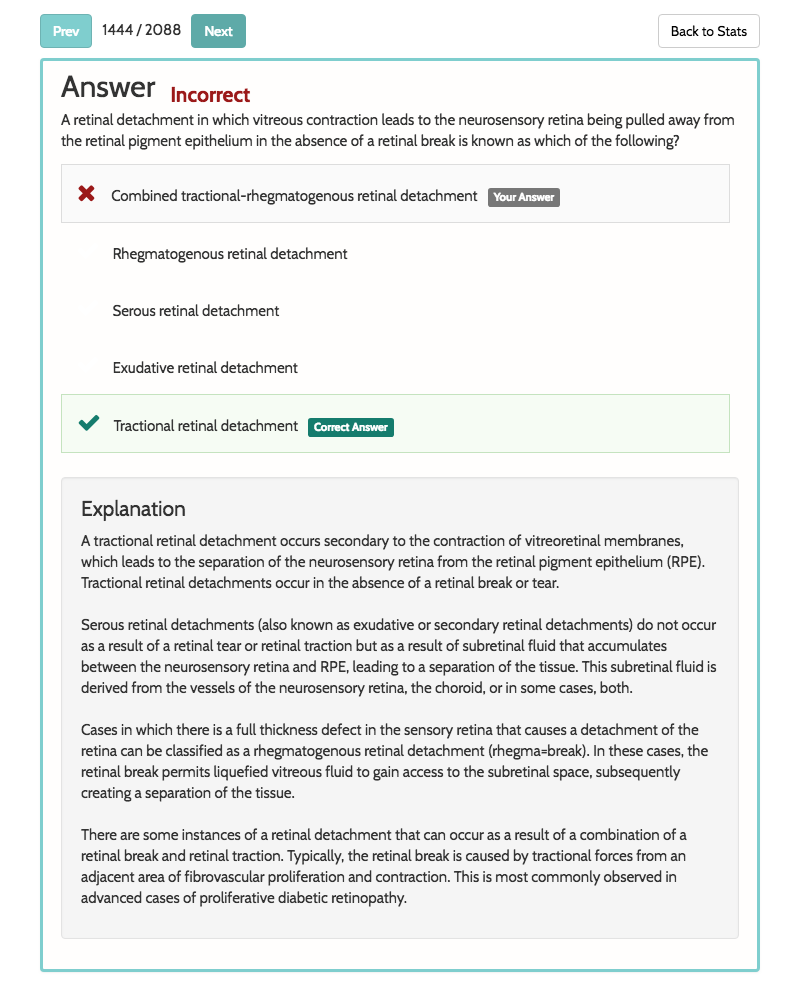 Prev 1444 / 2088 Next Back to Stats
Answer Incorrect
A retinal detachment in which vitreous contraction leads to the neurosensory retina being pulled away from
the retinal pigment epithelium in the absence of a retinal break is known as which of the following?
Combined tractional-rhegmatogenous retinal detachment Your Answer
Rhegmatogenous retinal detachment
Serous retinal detachment
Exudative retinal detachment
Tractional retinal detachment Correct Answer
Explanation
A tractional retinal detachment occurs secondary to the contraction of vitreoretinal membranes,
which leads to the separation of the neurosensory retina from the retinal pigment epithelium (RPE).
Tractional retinal detachments occur in the absence of a retinal break or tear.
Serous retinal detachments (also known as exudative or secondary retinal detachments) do not occur
as a result of a retinal tear or retinal traction but as a result of subretinal fluid that accumulates
between the neurosensory retina and RPE, leading to a separation of the tissue. This subretinal fluid is
derived from the vessels of the neurosensory retina, the choroid, or in some cases, both.
Cases in which there is a full thickness defect in the sensory retina that causes a detachment of the
retina can be classified as a rhegmatogenous retinal detachment (rhegma=break). In these cases, the
retinal break permits liquefied vitreous fluid to gain access to the subretinal space, subsequently
creating a separation of the tissue.
There are some instances of a retinal detachment that can occur as a result of a combination of a
retinal break and retinal traction. Typically, the retinal break is caused by tractional forces from an
adjacent area of fibrovascular proliferation and contraction. This is most commonly observed in
advanced cases of proliferative diabetic retinopathy.